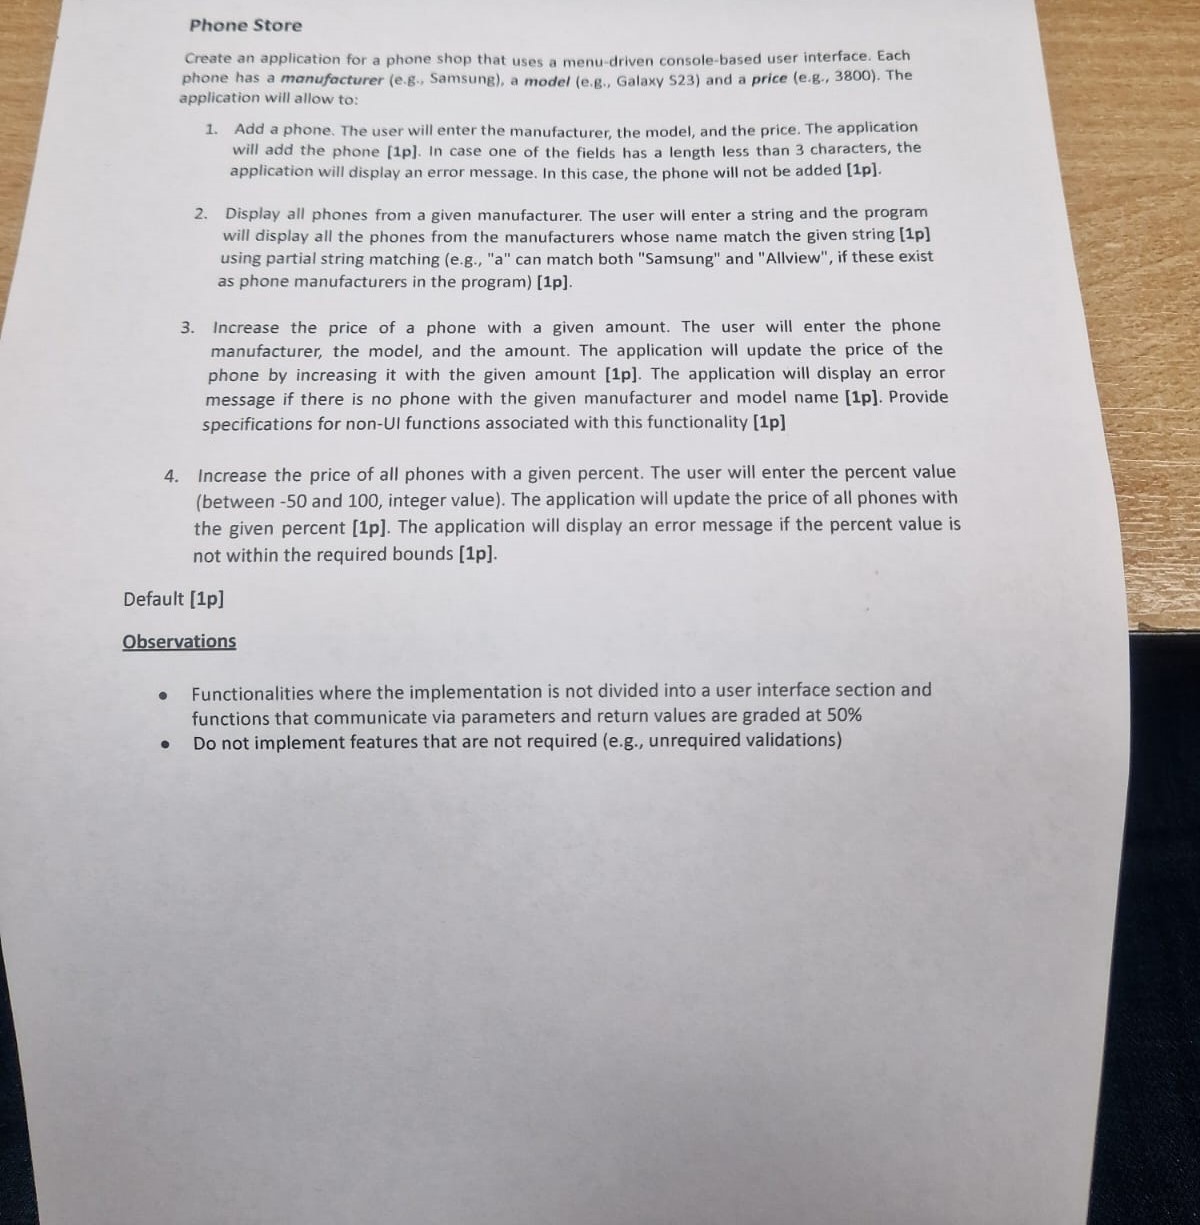 Phone Store
Create an application for a phone shop that uses a menu-driven console-based user interface. Each
phone has a manufacturer (e.g., Samsung), a model (e.g., Galaxy S23) and a price (e.g., 3800). The
application will allow to:
1. Add a phone. The user will enter the manufacturer, the model, and the price. The application
will add the phone [1p]. In case one of the fields has a length less than 3 characters, the
application will display an error message. In this case, the phone will not be added [1p].
2. Display all phones from a given manufacturer. The user will enter a string and the program
will display all the phones from the manufacturers whose name match the given string [1p]
using partial string matching (e.g., "a" can match both "Samsung" and "Allview", if these exist
as phone manufacturers in the program) [1p].
3. Increase the price of a phone with a given amount. The user will enter the phone
manufacturer, the model, and the amount. The application will update the price of the
phone by increasing it with the given amount [1p]. The application will display an error
message if there is no phone with the given manufacturer and model name [1p]. Provide
specifications for non-UI functions associated with this functionality [1p]
4. Increase the price of all phones with a given percent. The user will enter the percent value
(between -50 and 100, integer value). The application will update the price of all phones with
the given percent [1p]. The application will display an error message if the percent value is
not within the required bounds [1p].
Default [1p]
Observations
• Functionalities where the implementation is not divided into a user interface section and
functions that communicate via parameters and return values are graded at 50%
• Do not implement features that are not required (e.g., unrequired validations)